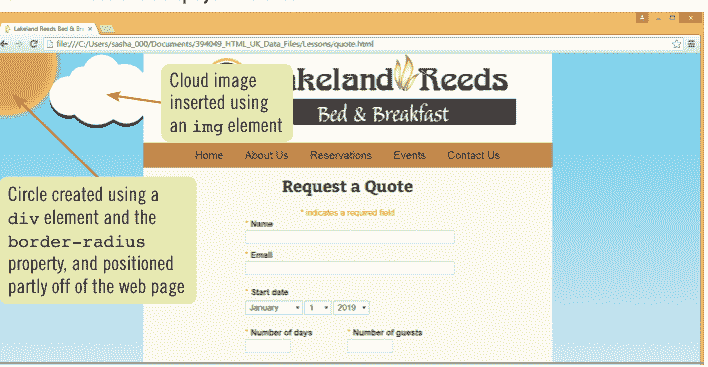 Lakeland Reeds Bed & Br
file:///C:/Users/sasha_000/Documents/394049_HTML_UK_Data_Files/Lessons/quote.html
Cloud image
inserted using
an img element
keland Reeds
Bed & Breakfast
Home About Us Reservations Events Contact Us
Circle created using a
div element and the
border-radius
property, and positioned
partly off of the web page
Request a Quote
* indicates a required field
* Name
* Email
* Start date
January 1 2019
* Number of days * Number of guests